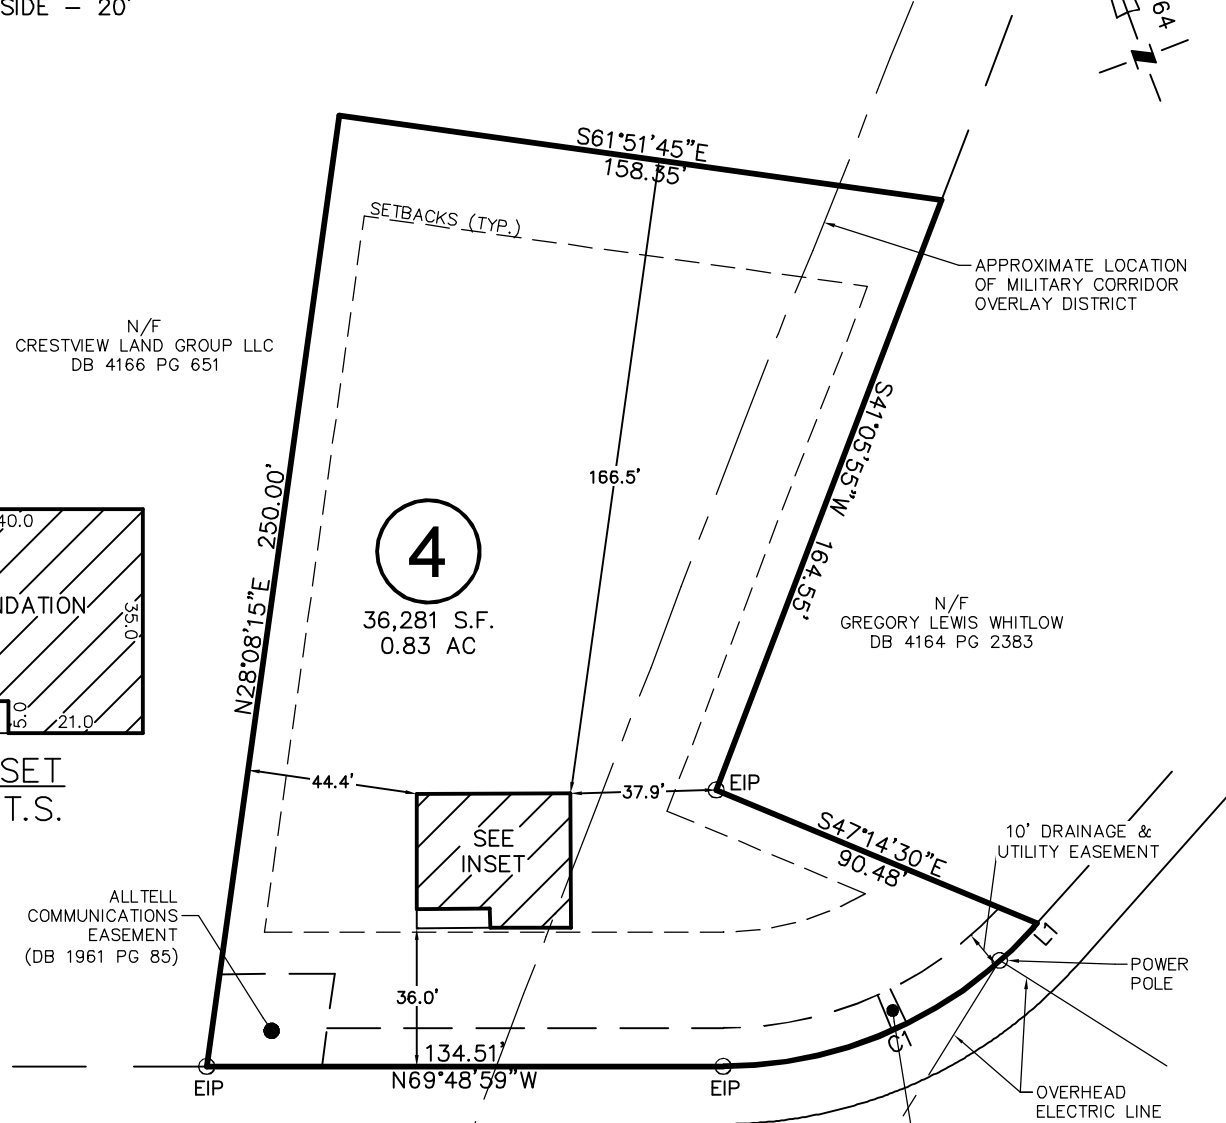 SIDE – 20'
64
S61°51'45"E
158.35'
SETBACKS (TYP.)
APPROXIMATE LOCATION
OF MILITARY CORRIDOR
OVERLAY DISTRICT
N/F
CRESTVIEW LAND GROUP LLC
DB 4166 PG 651
S41°05'55"W 164.55'
166.5'
N28°08'15"E 250.00'
4
36,281 S.F.
0.83 AC
40.0
NDATION
35.0
5.0
21.0
SET
T.S.
N/F
GREGORY LEWIS WHITLOW
DB 4164 PG 2383
44.4'
37.9'
EIP
SEE
INSET
S47°14'30"E
90.48'
10' DRAINAGE &
UTILITY EASEMENT
L1
ALLTELL
COMMUNICATIONS
EASEMENT
(DB 1961 PG 85)
POWER
POLE
36.0'
C1
134.51'
N69°48'59"W
EIP
EIP
OVERHEAD
ELECTRIC LINE